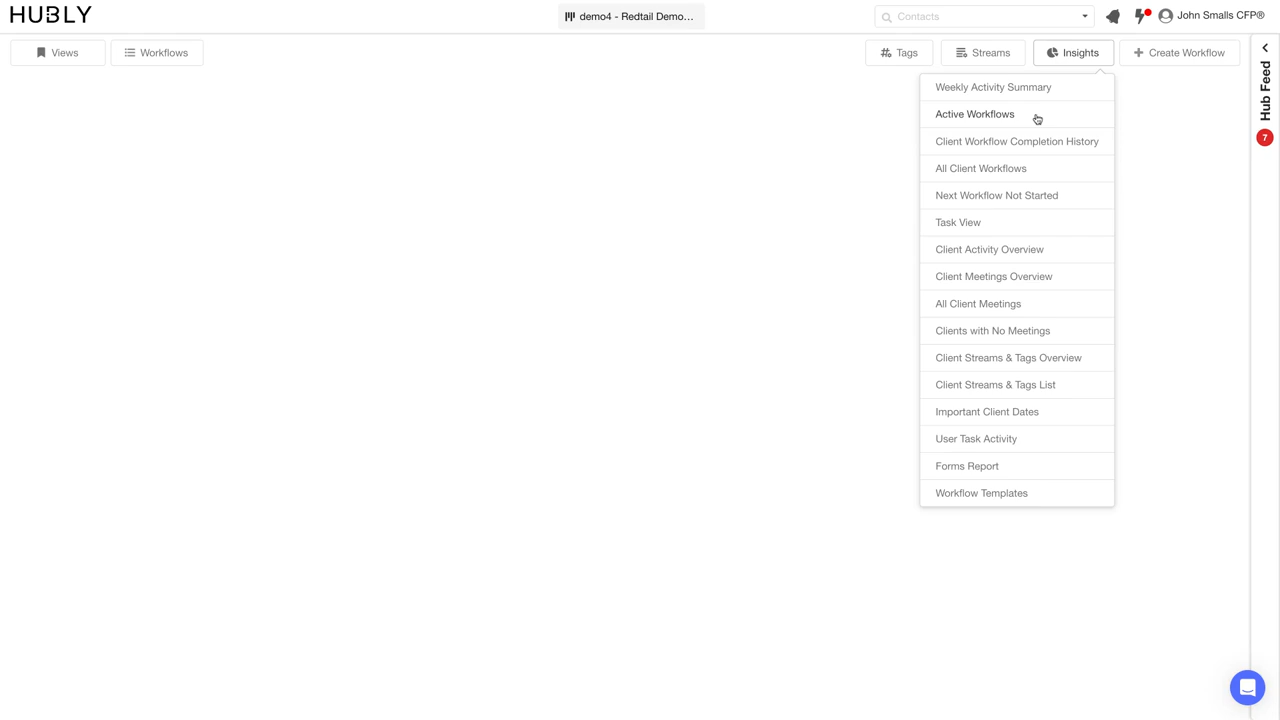 HUBLY
demo4 - Redtail Demo...
Contacts
John Smalls CFP®
Views
Workflows
Tags
Streams
Insights
Create Workflow
Hub Feed
7
Weekly Activity Summary
Active Workflows
Client Workflow Completion History
All Client Workflows
Next Workflow Not Started
Task View
Client Activity Overview
Client Meetings Overview
All Client Meetings
Clients with No Meetings
Client Streams & Tags Overview
Client Streams & Tags List
Important Client Dates
User Task Activity
Forms Report
Workflow Templates